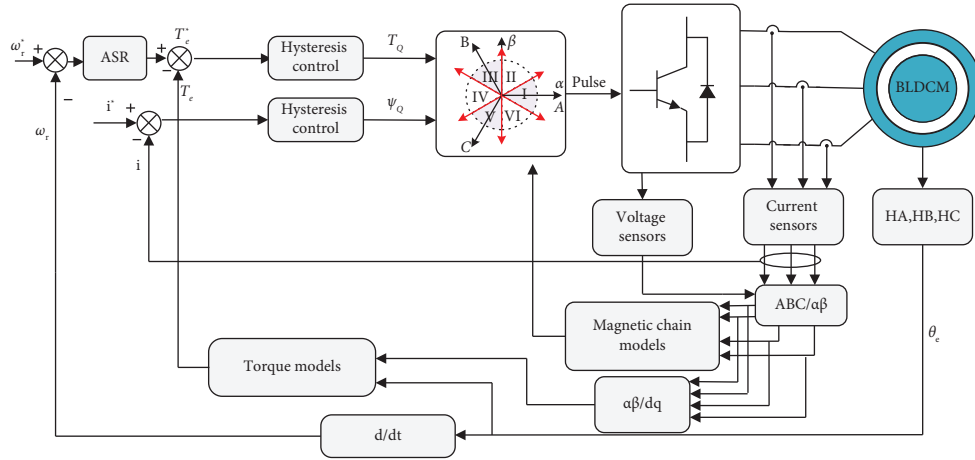 ω*r
+
−
ASR
+
T*e
−
Te
Hysteresis
control
TQ
i*
+
−
i
Hysteresis
control
ψQ
B
β
III
II
α
IV
I
A
V
VI
C
Pulse
BLDCM
ωr
Voltage
sensors
Current
sensors
HA,HB,HC
ABC/αβ
Magnetic chain
models
θe
Torque models
αβ/dq
d/dt